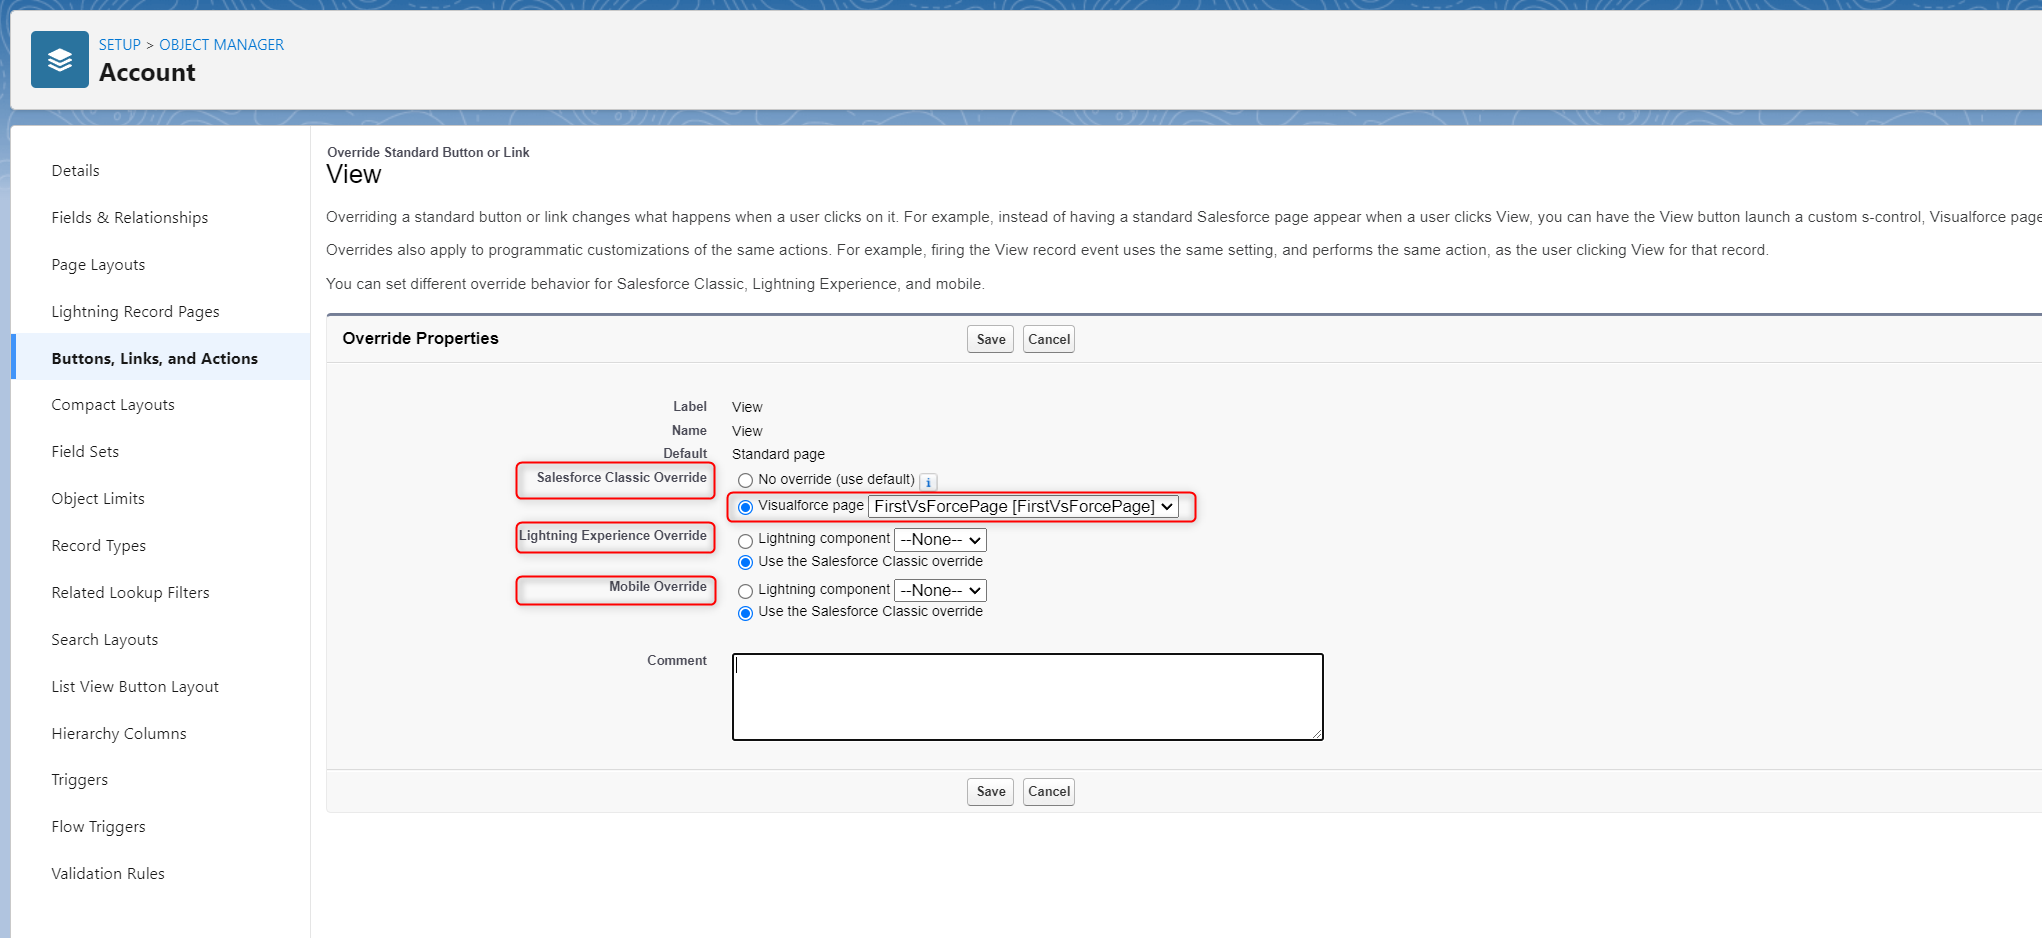 SETUP > OBJECT MANAGER
Account
Details
Fields & Relationships
Page Layouts
Lightning Record Pages
Buttons, Links, and Actions
Compact Layouts
Field Sets
Object Limits
Record Types
Related Lookup Filters
Search Layouts
List View Button Layout
Hierarchy Columns
Triggers
Flow Triggers
Validation Rules
Override Standard Button or Link
View
Overriding a standard button or link changes what happens when a user clicks on it. For example, instead of having a standard Salesforce page appear when a user clicks View, you can have the View button launch a custom s-control, Visualforce page
Overrides also apply to programmatic customizations of the same actions. For example, firing the View record event uses the same setting, and performs the same action, as the user clicking View for that record.
You can set different override behavior for Salesforce Classic, Lightning Experience, and mobile.
Override Properties Save Cancel
Label View
Name View
Default Standard page
Salesforce Classic Override No override (use default) i
Visualforce page FirstVsForcePage [FirstVsForcePage]
Lightning Experience Override Lightning component --None--
Use the Salesforce Classic override
Mobile Override Lightning component --None--
Use the Salesforce Classic override
Comment
Save Cancel